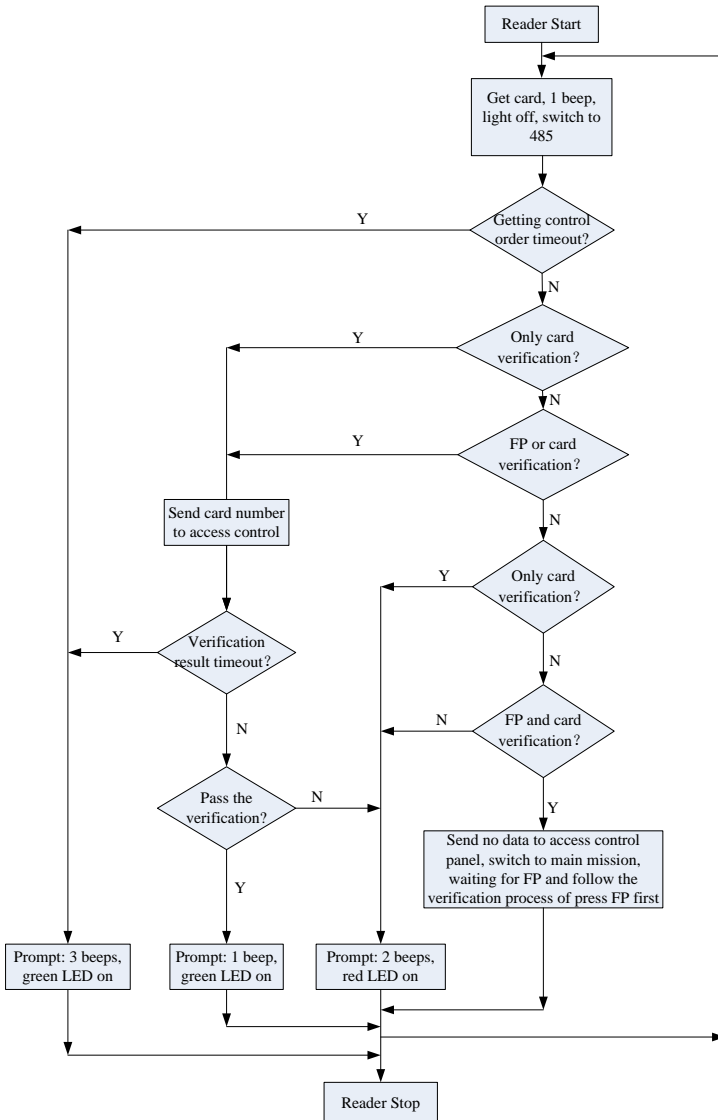 Reader Start
Get card, 1 beep,
light off, switch to
485
Getting control
order timeout?
Y
N
Only card
verification?
Y
N
FP or card
verification?
Y
N
Send card number
to access control
Only card
verification?
Y
N
Verification
result timeout?
Y
N
FP and card
verification?
N
Y
Pass the
verification?
N
Y
Send no data to access control
panel, switch to main mission,
waiting for FP and follow the
verification process of press FP first
Prompt: 3 beeps,
green LED on
Prompt: 1 beep,
green LED on
Prompt: 2 beeps,
red LED on
Reader Stop